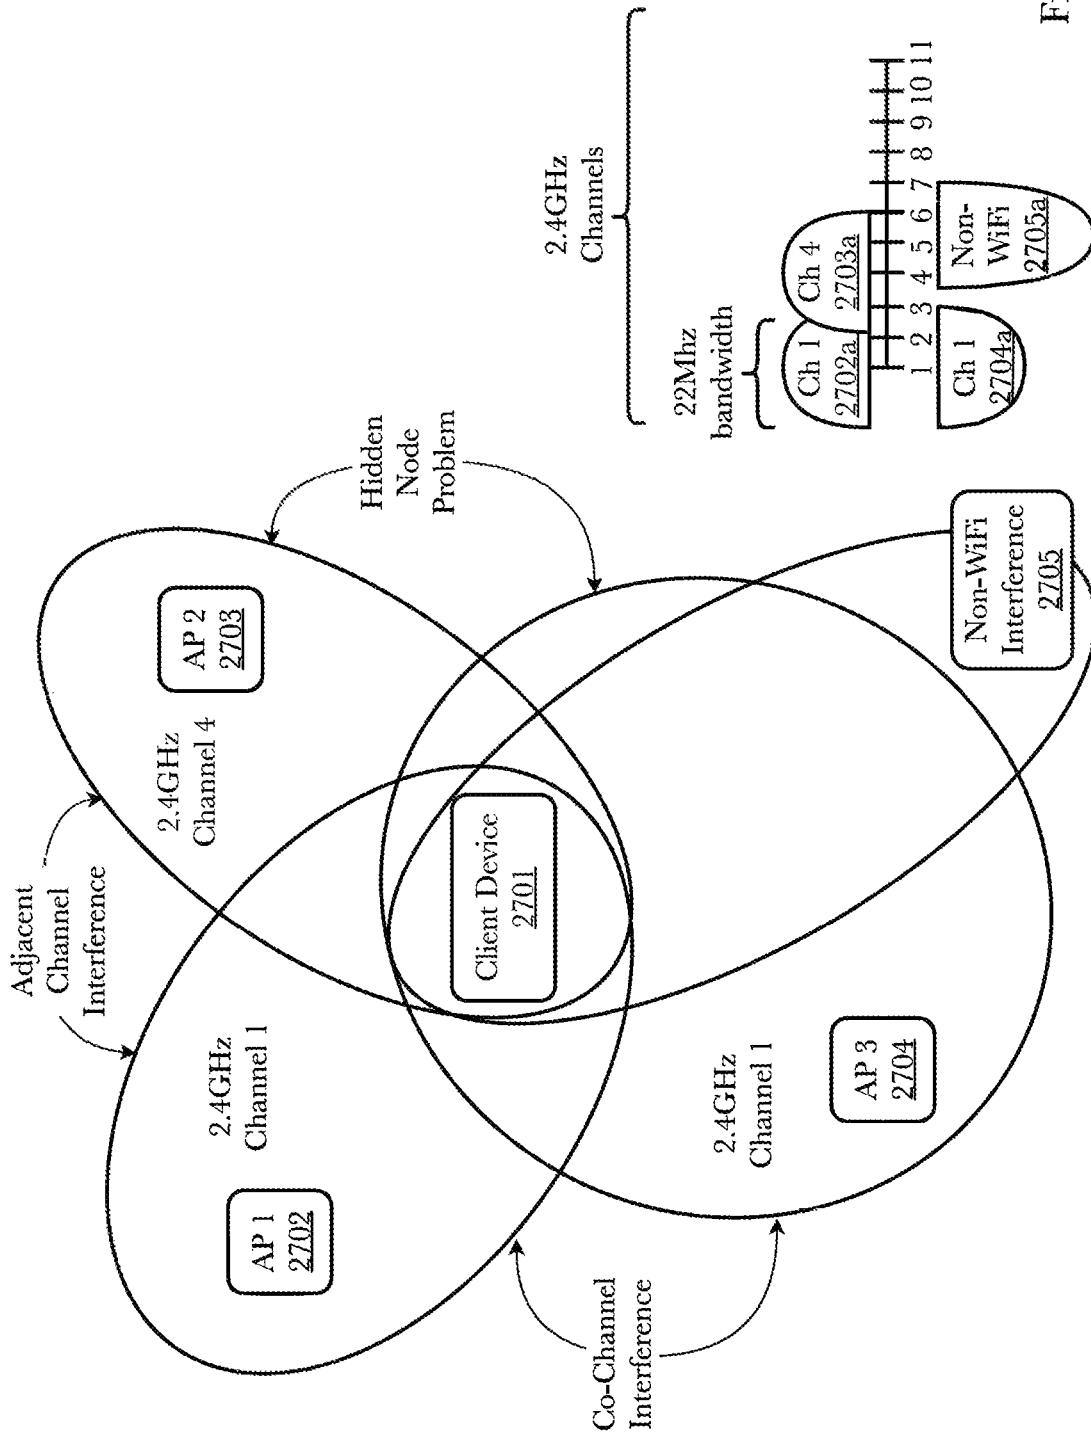 Adjacent
Channel
Interference
2.4GHz
Channel 1
AP 1
2702
2.4GHz
Channel 4
AP 2
2703
Hidden
Node
Problem
Client Device
2701
Co-Channel
Interference
2.4GHz
Channel 1
AP 3
2704
Non-WiFi
Interference
2705
2.4GHz
Channels
22Mhz
bandwidth
Ch 1
2702a
Ch 4
2703a
1 2 3 4 5 6 7 8 9 10 11
Ch 1
2704a
Non-
WiFi
2705a